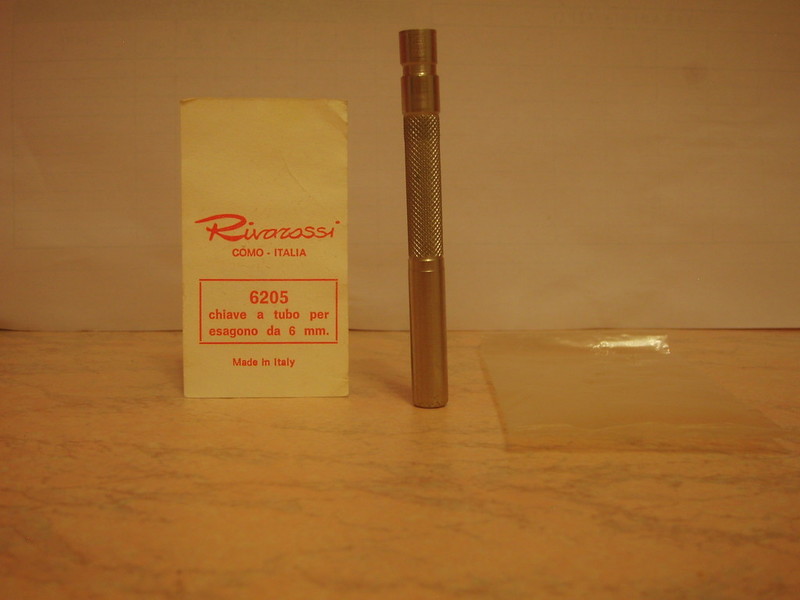 Rivarossi
COMO - ITALIA
6205
chiave a tubo per
esagono da 6 mm.
Made in Italy